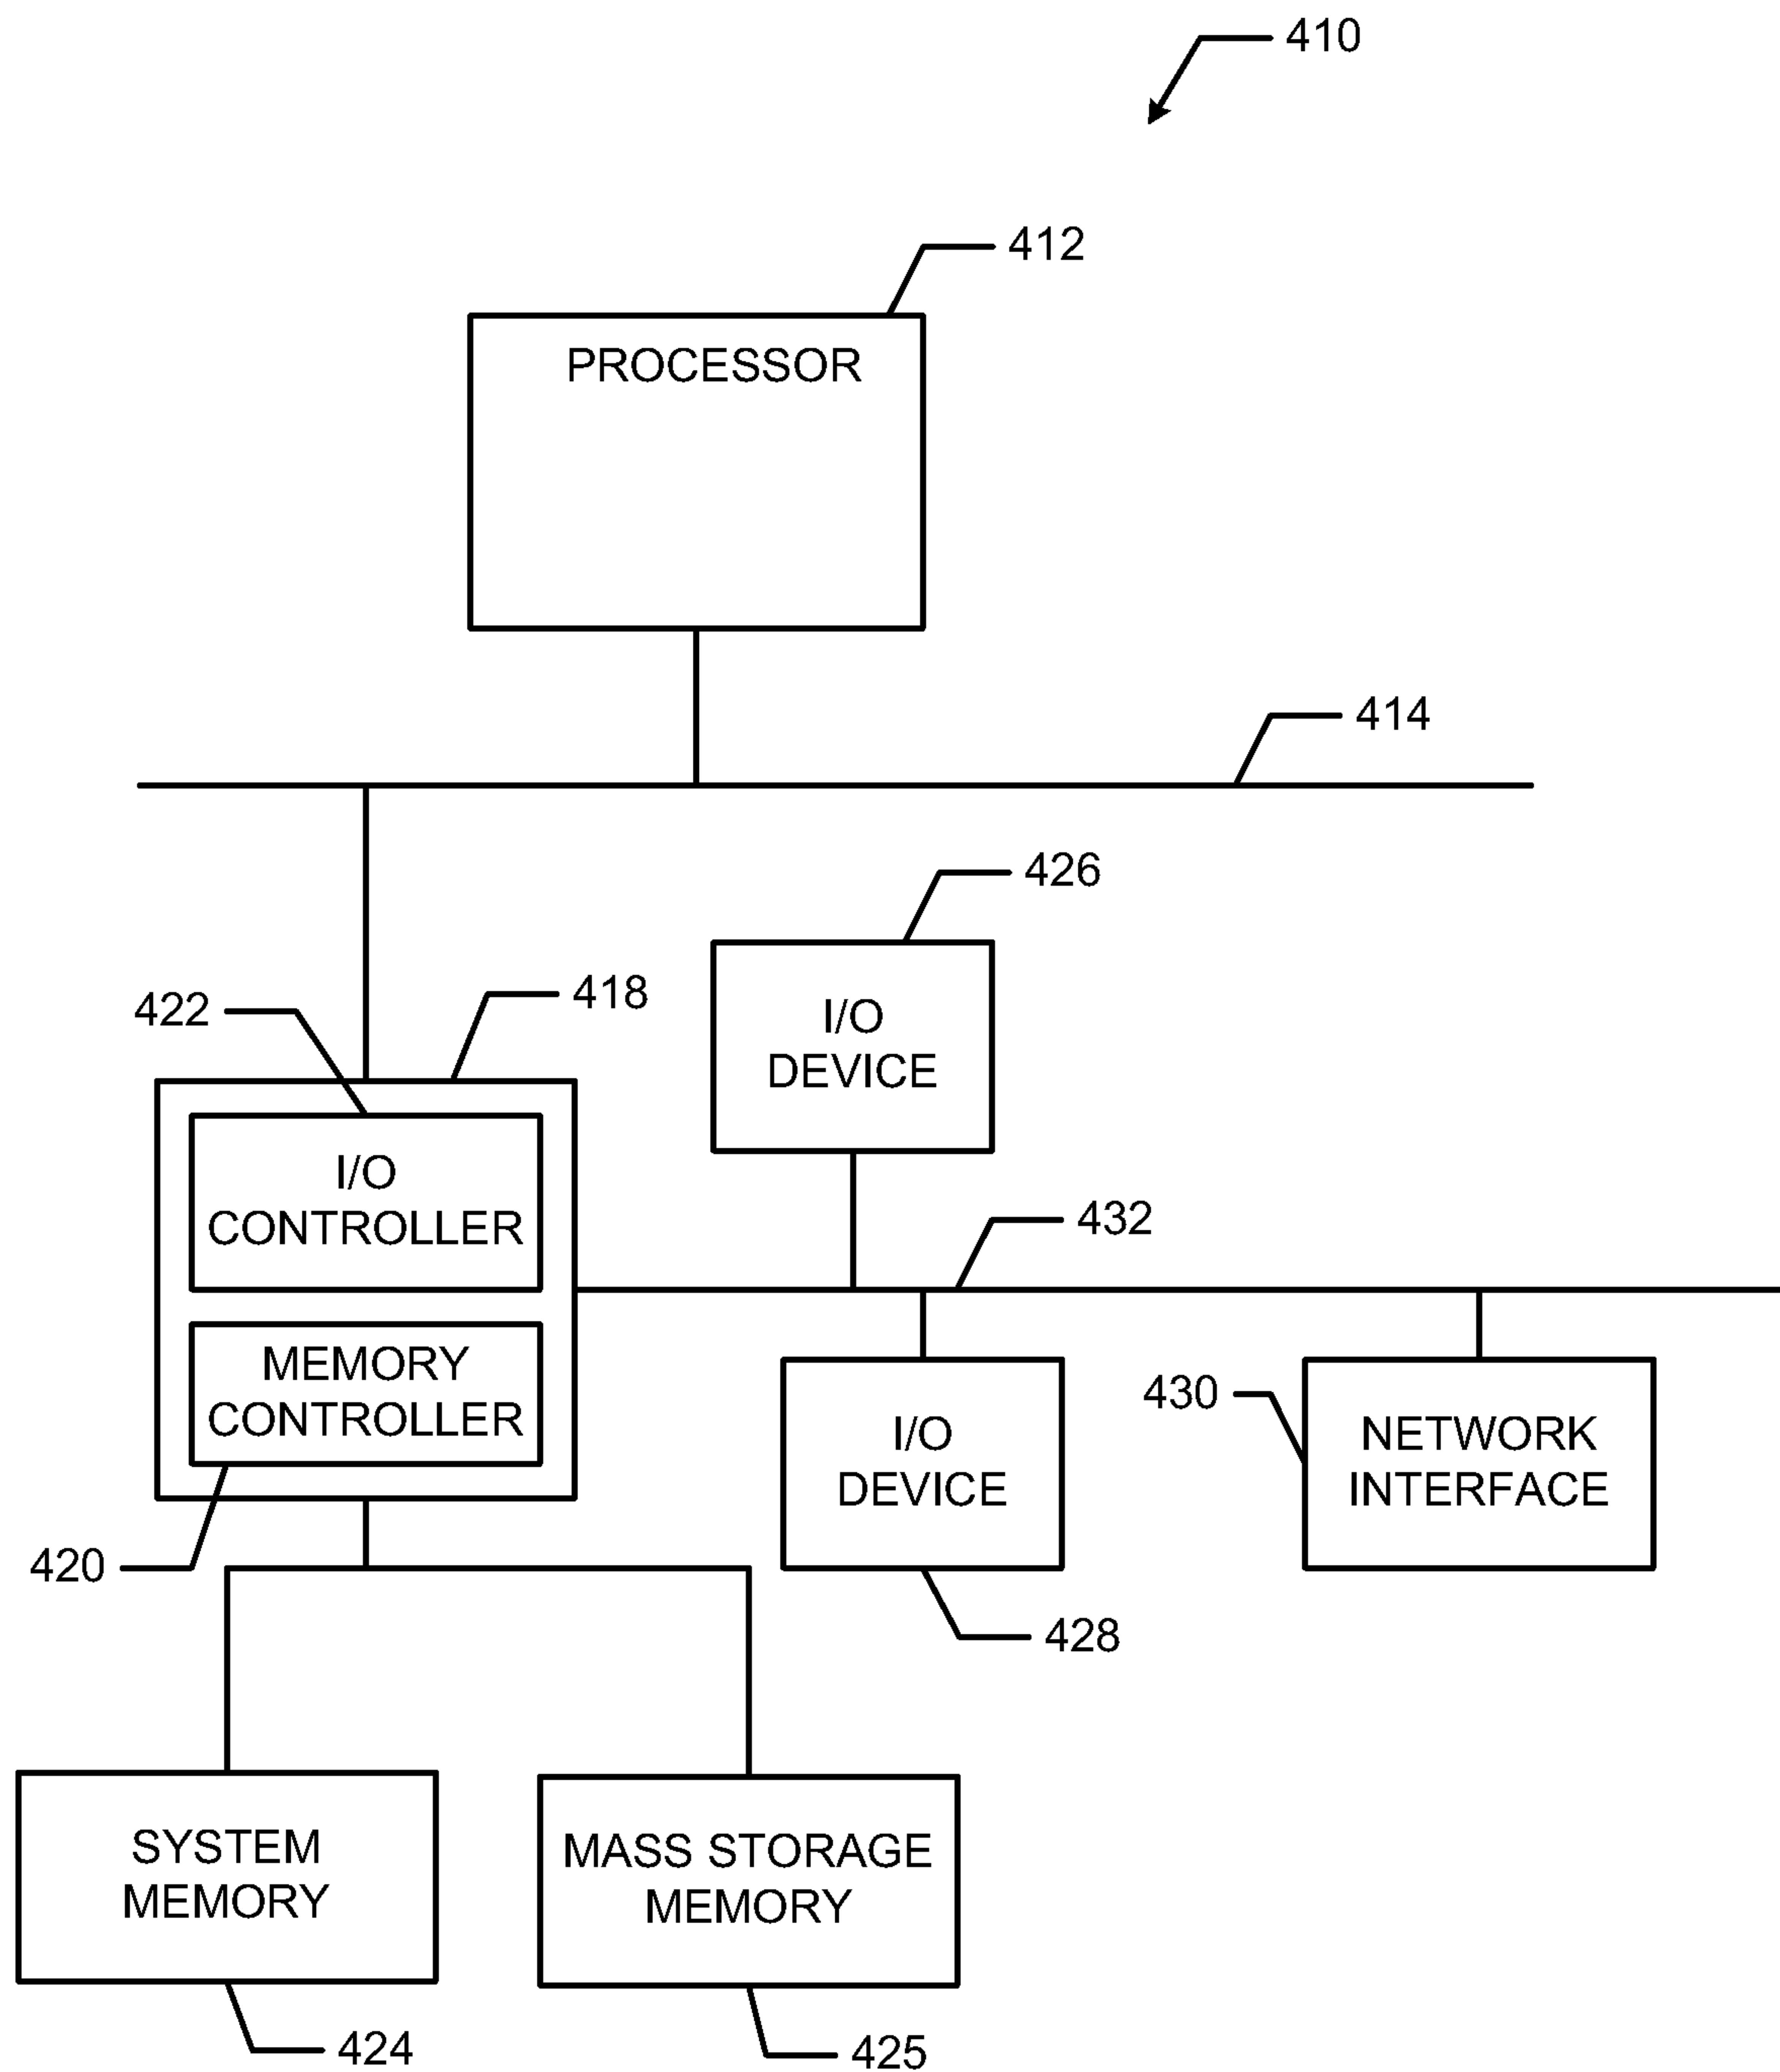 410
412
PROCESSOR
414
426
422
418
I/O
DEVICE
I/O
CONTROLLER
432
MEMORY
CONTROLLER
430
I/O
DEVICE
NETWORK
INTERFACE
420
428
SYSTEM
MEMORY
MASS STORAGE
MEMORY
424
425